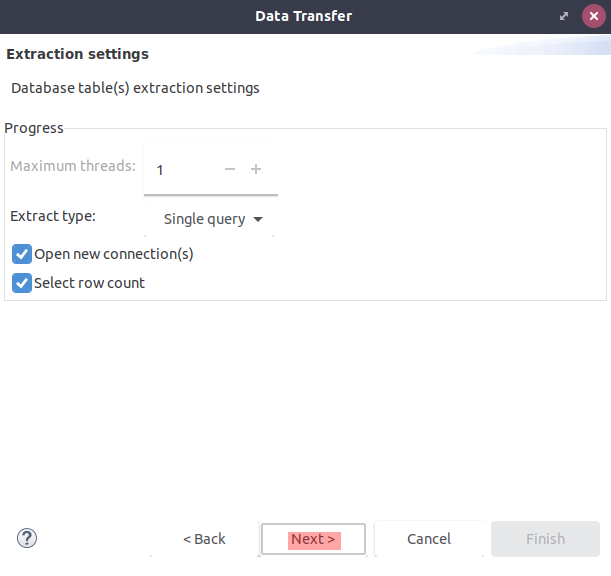 Data Transfer
Extraction settings
Database table(s) extraction settings
Progress
Maximum threads: 1 − +
Extract type: Single query
Open new connection(s)
Select row count
? < Back Next > Cancel Finish